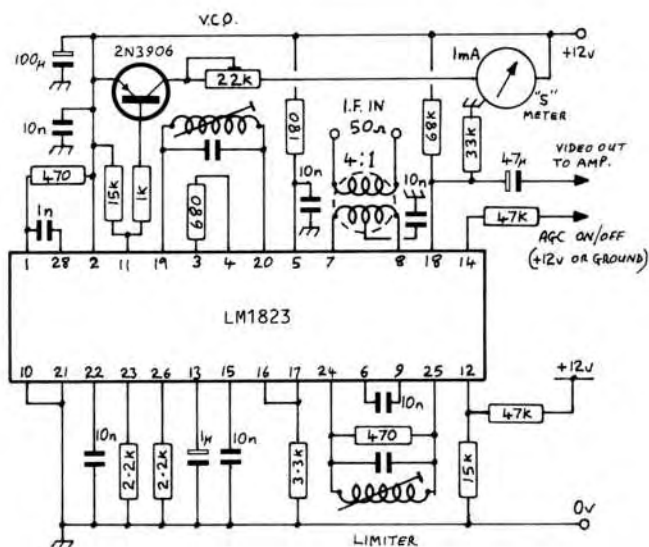 V.C.O.
2N3906
100µ
22K
1mA
+12v
"S" METER
10n
I.F. IN
50Ω
180
68K
33K
4:1
470
15K
1K
680
10n
10n
47µ
VIDEO OUT
TO AMP.
1n
47K
AGC ON/OFF
(+12v OR GROUND)
1 28 2 11 19 3 4 20 5 7 8 18 14
LM1823
10 21 22 23 26 13 15 16 17 24 6 9 25 12
+12v
10n
2·2K
2·2K
1µ
10n
3·3K
10n
470
47K
15K
0v
LIMITER